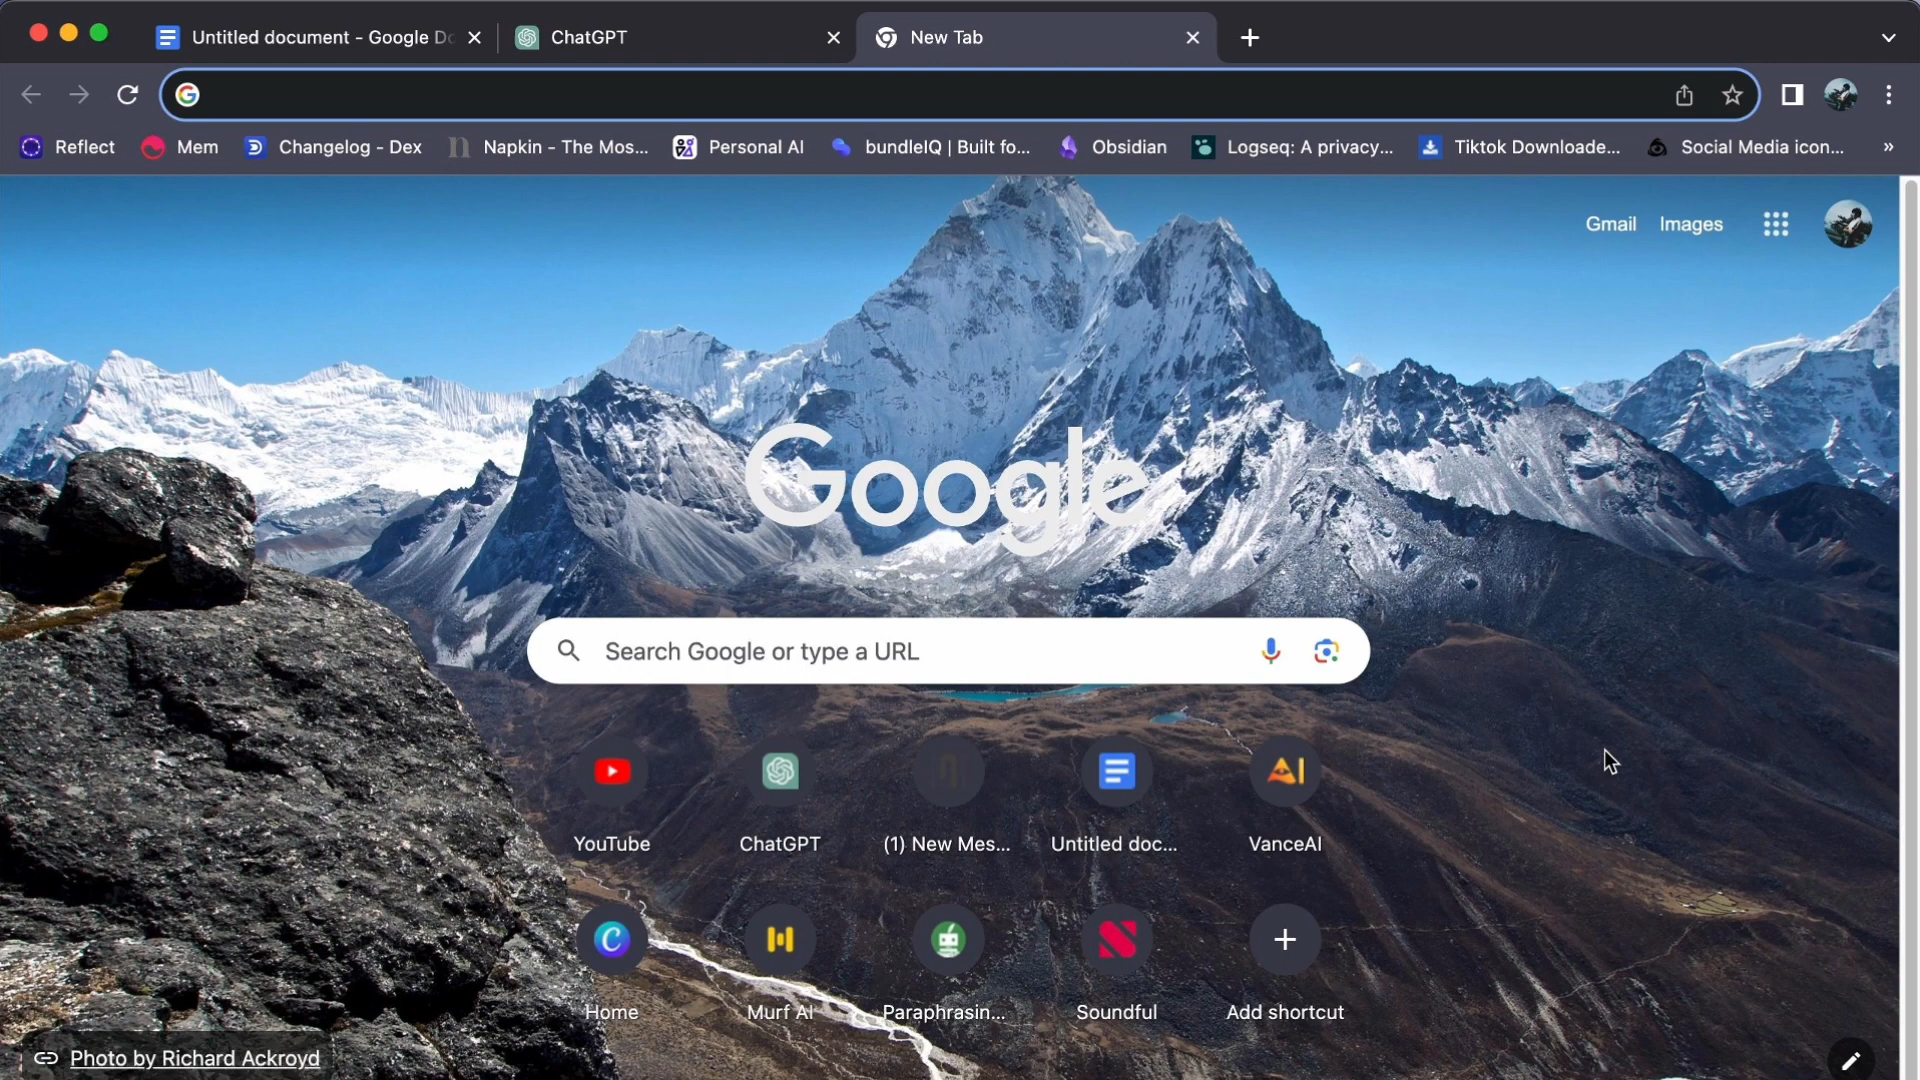 Untitled document - Google Do
ChatGPT
New Tab
Reflect
Mem
Changelog - Dex
Napkin - The Mos...
Personal AI
bundleIQ | Built fo...
Obsidian
Logseq: A privacy...
Tiktok Downloade...
Social Media icon...
»
Gmail
Images
Google
Search Google or type a URL
YouTube
ChatGPT
(1) New Mes...
Untitled doc...
VanceAI
Home
Murf AI
Paraphrasin...
Soundful
Add shortcut
Photo by Richard Ackroyd